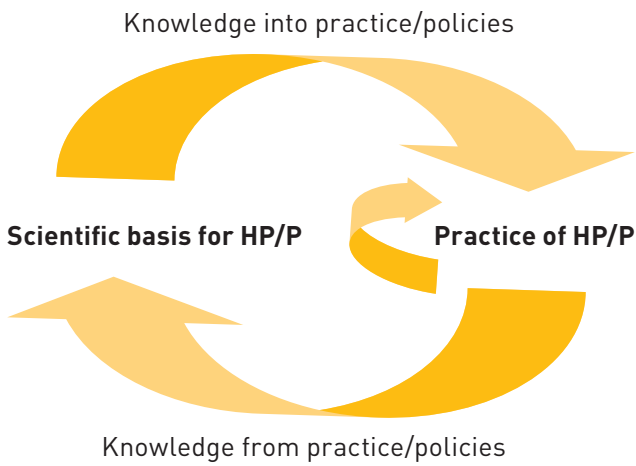 Knowledge into practice/policies
Scientific basis for HP/P
Practice of HP/P
Knowledge from practice/policies